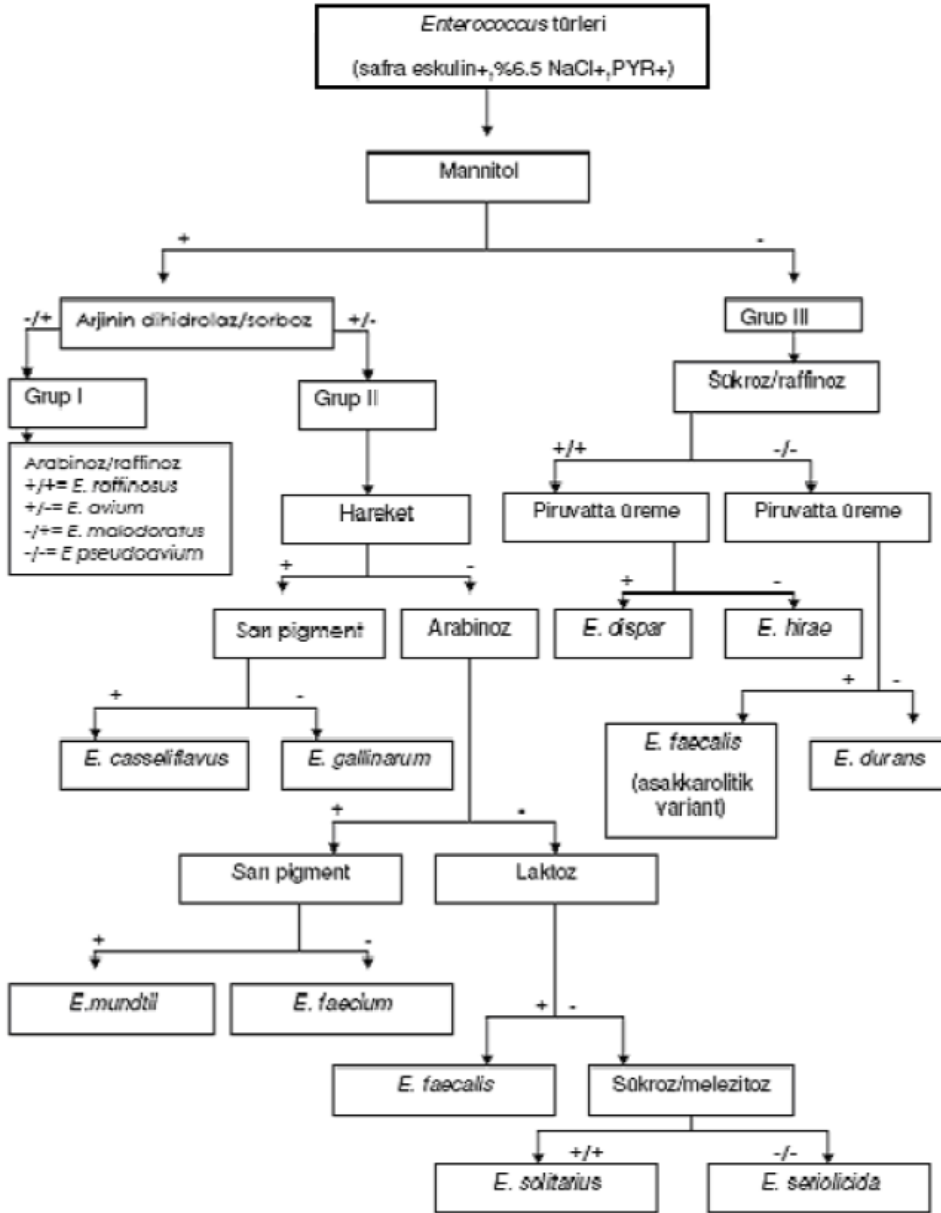 Enterococcus türleri
(safra eskulin+,%6.5 NaCl+,PYR+)
Mannitol
+
-
-/+
Arjinin dihidrolaz/sorboz
+/-
Grup III
Grup I
Grup II
Şükroz/raffinoz
Arabinoz/raffinoz
+/+= E. raffinosus
+/-= E. avium
-/+= E. malodoratus
-/-= E pseudoavium
+/+
-/-
Hareket
Piruvatta üreme
Piruvatta üreme
+
-
+
-
Sarı pigment
Arabinoz
E. dispar
E. hirae
+
-
+
-
E. casseliflavus
E. gallinarum
E. faecalis
(asakkarolitik
variant)
E. durans
+
-
Sarı pigment
Laktoz
+
-
E.mundtil
E. faecium
+
-
E. faecalis
Sükroz/melezitoz
+/+
-/-
E. solitarius
E. seriolicida